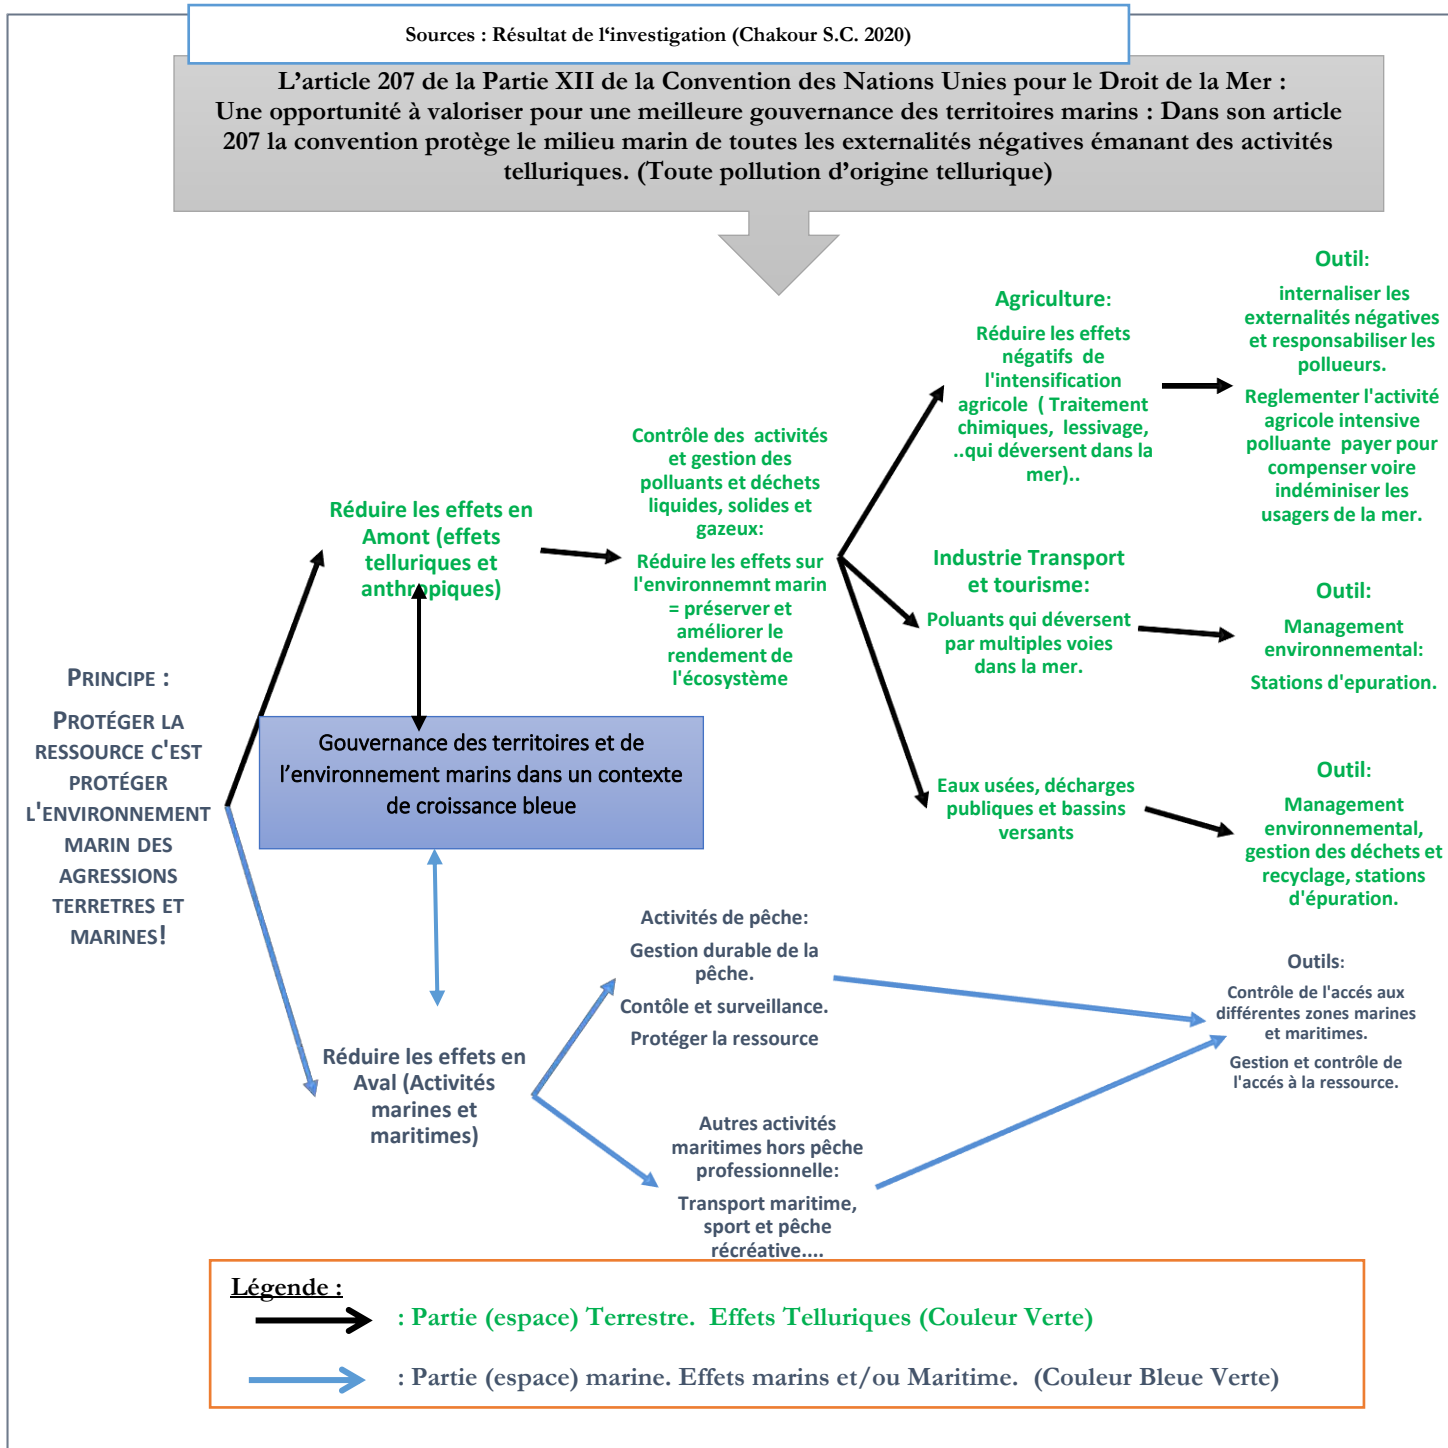 Sources : Résultat de l‘investigation (Chakour S.C. 2020)
L’article 207 de la Partie XII de la Convention des Nations Unies pour le Droit de la Mer :
Une opportunité à valoriser pour une meilleure gouvernance des territoires marins : Dans son article
207 la convention protège le milieu marin de toutes les externalités négatives émanant des activités
telluriques. (Toute pollution d’origine tellurique)
PRINCIPE :
PROTÉGER LA
RESSOURCE C'EST
PROTÉGER
L'ENVIRONNEMENT
MARIN DES
AGRESSIONS
TERRETRES ET
MARINES!
Réduire les effets en
Amont (effets
telluriques et
anthropiques)
Contrôle des activités
et gestion des
polluants et déchets
liquides, solides et
gazeux:
Réduire les effets sur
l'environnemnt marin
= préserver et
améliorer le
rendement de
l'écosystème
Agriculture:
Réduire les effets
négatifs de
l'intensification
agricole ( Traitement
chimiques, lessivage,
..qui déversent dans la
mer)..
Outil:
internaliser les
externalités négatives
et responsabiliser les
pollueurs.
Reglementer l'activité
agricole intensive
polluante payer pour
compenser voire
indéminiser les
usagers de la mer.
Industrie Transport
et tourisme:
Poluants qui déversent
par multiples voies
dans la mer.
Outil:
Management
environmental:
Stations d'epuration.
Eaux usées, décharges
publiques et bassins
versants
Outil:
Management
environmental,
gestion des déchets et
recyclage, stations
d'épuration.
Gouvernance des territoires et de
l’environnement marins dans un contexte
de croissance bleue
Réduire les effets en
Aval (Activités
marines et
maritimes)
Activités de pêche:
Gestion durable de la
pêche.
Contôle et surveillance.
Protéger la ressource
Autres activités
maritimes hors pêche
professionnelle:
Transport maritime,
sport et pêche
récréative....
Outils:
Contrôle de l'accés aux
différentes zones marines
et maritimes.
Gestion et contrôle de
l'accés à la ressource.
Légende :
: Partie (espace) Terrestre. Effets Telluriques (Couleur Verte)
: Partie (espace) marine. Effets marins et/ou Maritime. (Couleur Bleue Verte)